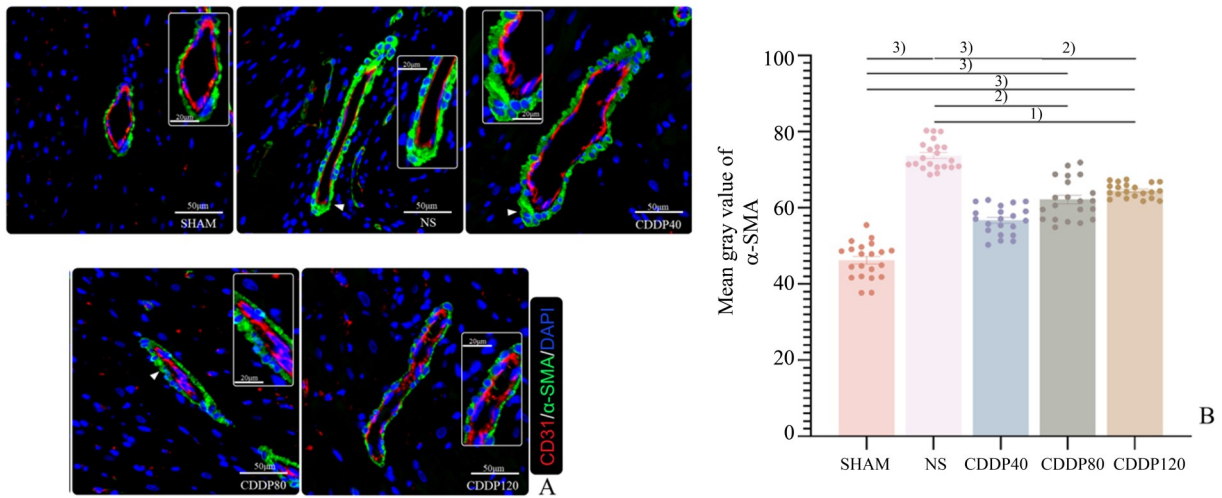 20μm
50μm
SHAM
20μm
50μm
NS
20μm
50μm
CDDP40
20μm
50μm
CDDP80
20μm
50μm
CDDP120
CD31/α-SMA/DAPI
A
Mean gray value of
α-SMA
100
80
60
40
20
0
3)
3)
2)
3)
3)
2)
1)
SHAM
NS
CDDP40
CDDP80
CDDP120
B